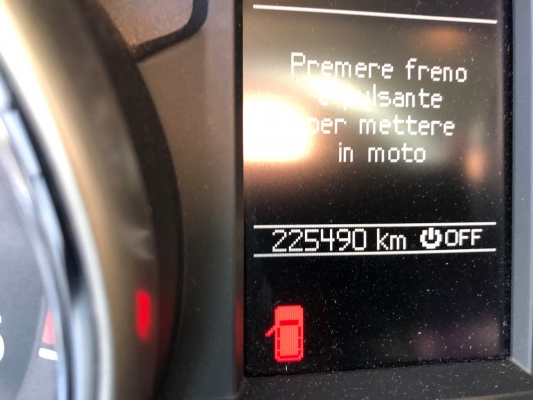 Premere freno
e pulsante
per mettere
in moto
225490 km OFF